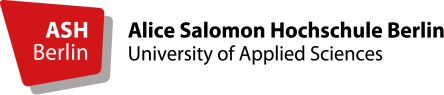 ASH
Berlin
Alice Salomon Hochschule Berlin
University of Applied Sciences